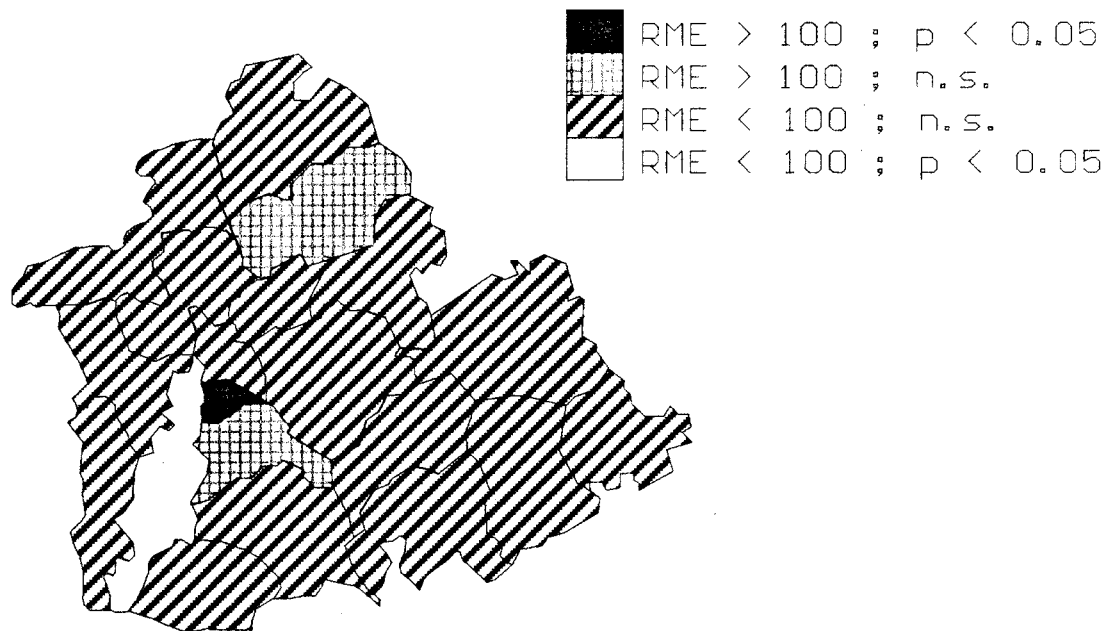 RME > 100 ; p < 0.05
RME > 100 ; n.s.
RME < 100 ; n.s.
RME < 100 ; p < 0.05